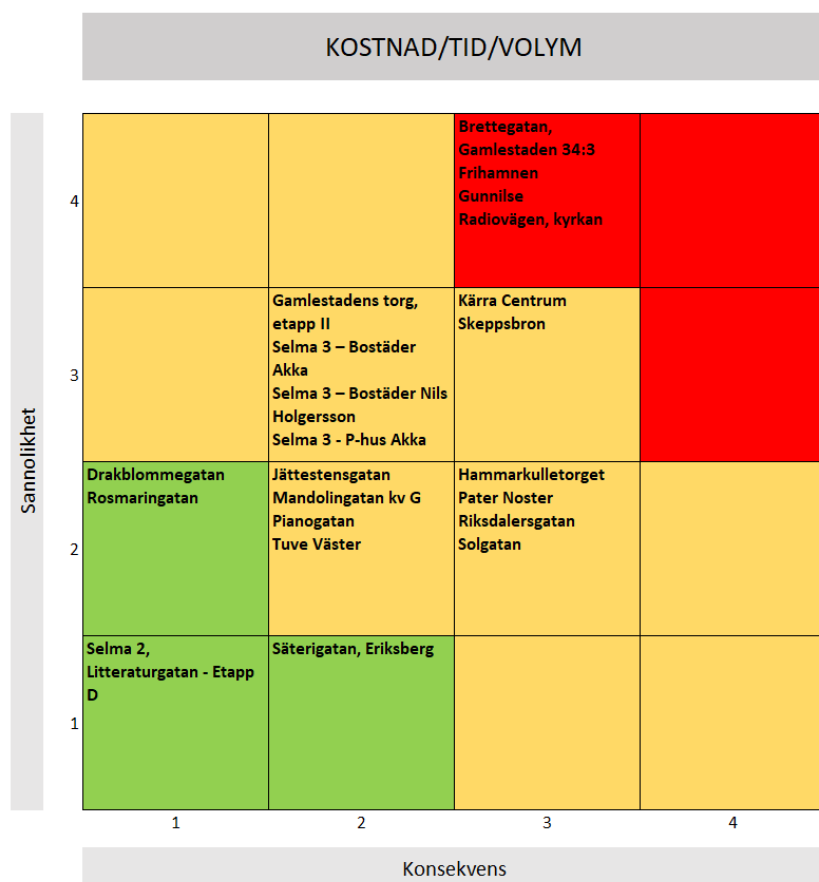 KOSTNAD/TID/VOLYM
Sannolikhet
4
Brettegatan,
Gamlestaden 34:3
Frihamnen
Gunnilse
Radiovägen, kyrkan
3
Gamlestadens torg,
etapp II
Selma 3 – Bostäder
Akka
Selma 3 – Bostäder Nils
Holgersson
Selma 3 - P-hus Akka
Kärra Centrum
Skeppsbron
2
Drakblommegatan
Rosmaringatan
Jättestensgatan
Mandolingatan kv G
Pianogatan
Tuve Väster
Hammarkulletorget
Pater Noster
Riksdalersgatan
Solgatan
1
Selma 2,
Litteraturgatan - Etapp
D
Säterigatan, Eriksberg
1
2
3
4
Konsekvens